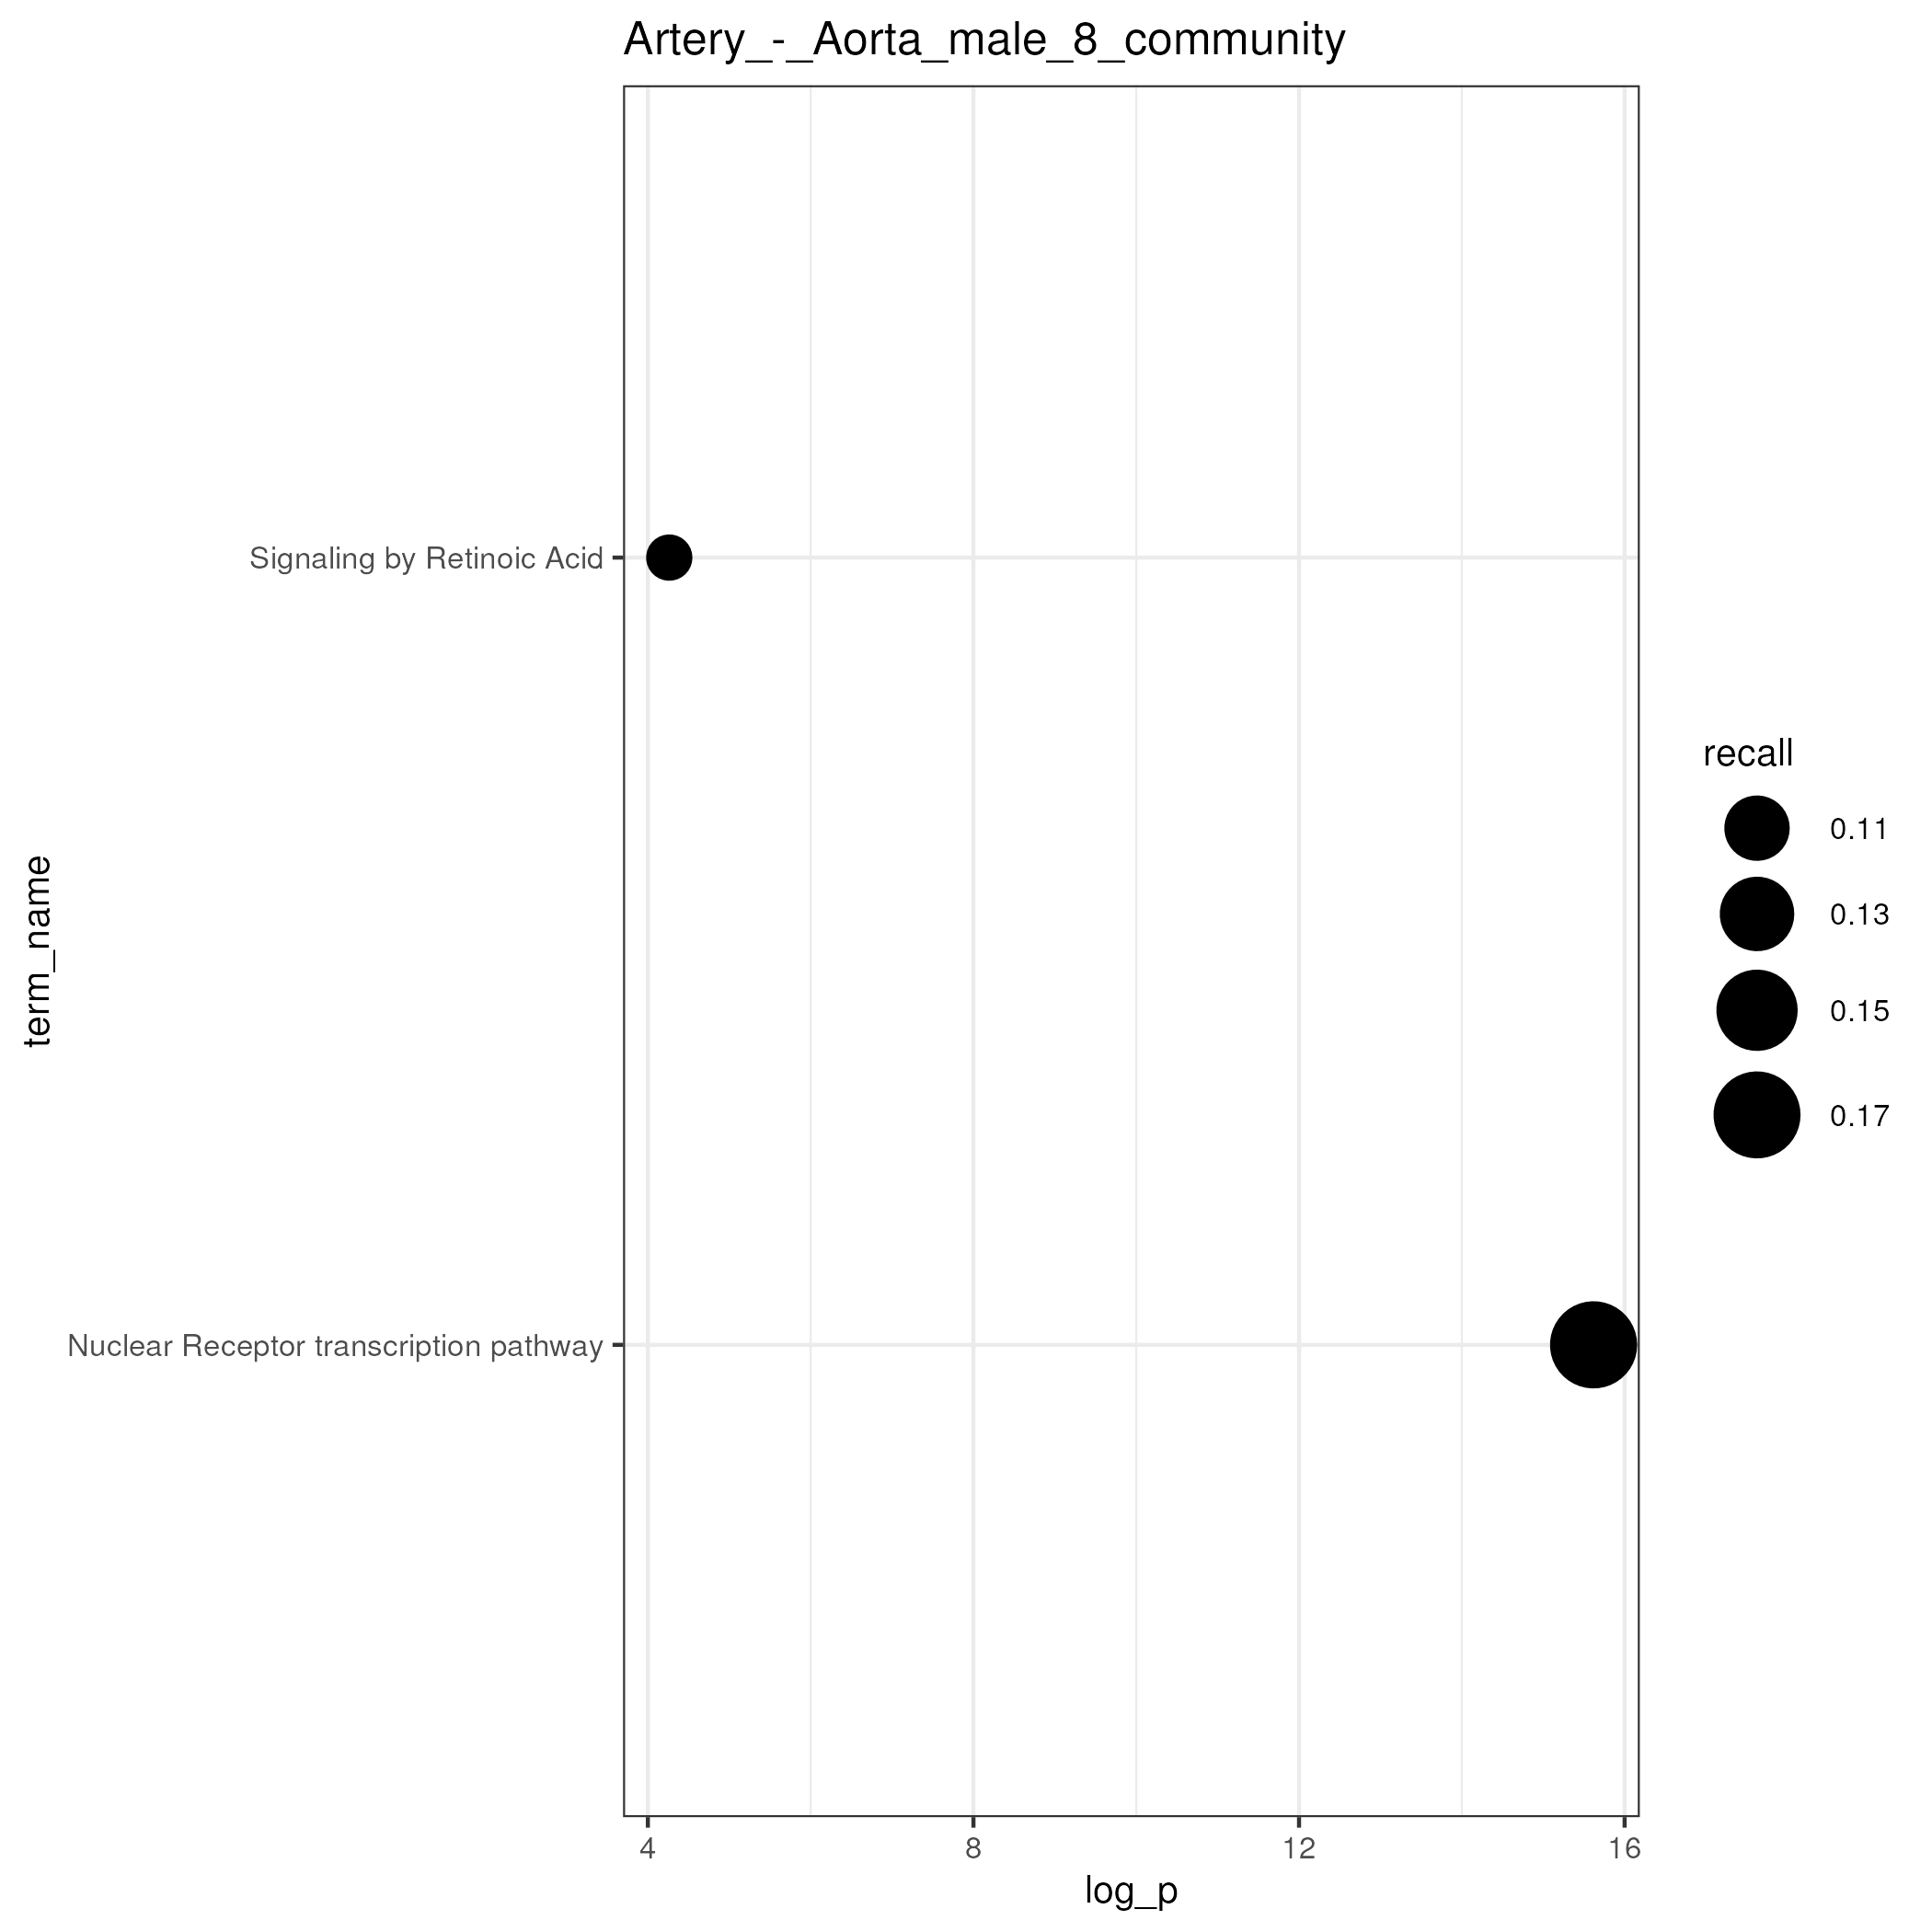 Artery_-_Aorta_male_8_community
term_name
Signaling by Retinoic Acid
Nuclear Receptor transcription pathway
4 8 12 16
log_p
recall
0.11
0.13
0.15
0.17